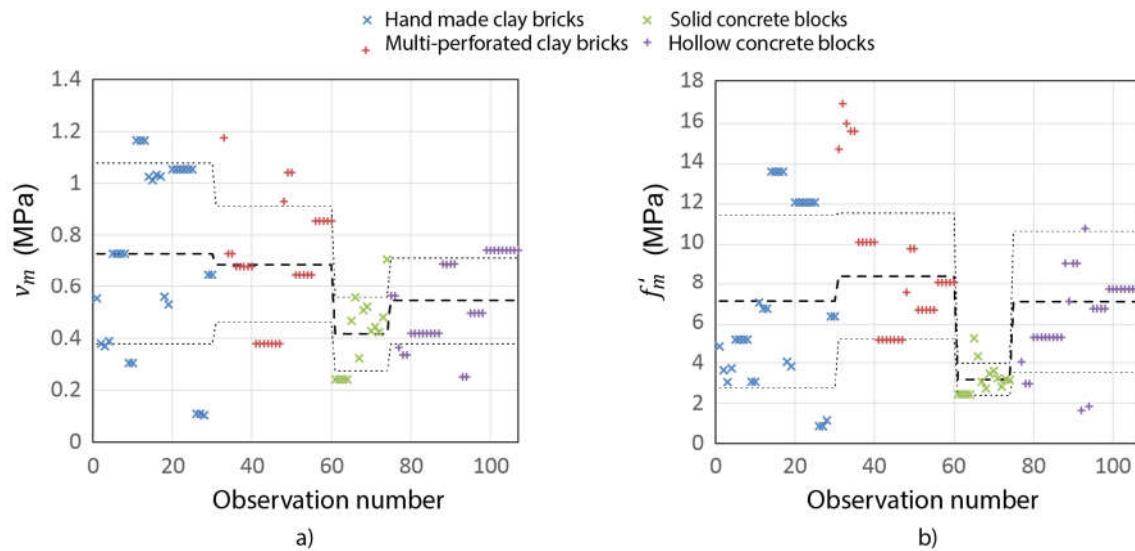 × Hand made clay bricks × Solid concrete blocks
+ Multi-perforated clay bricks + Hollow concrete blocks
1.4
1.2
1
0.8
0.6
0.4
0.2
0
0 20 40 60 80 100
v_m (MPa)
Observation number
a)
18
16
14
12
10
8
6
4
2
0
0 20 40 60 80 100
f'_m (MPa)
Observation number
b)